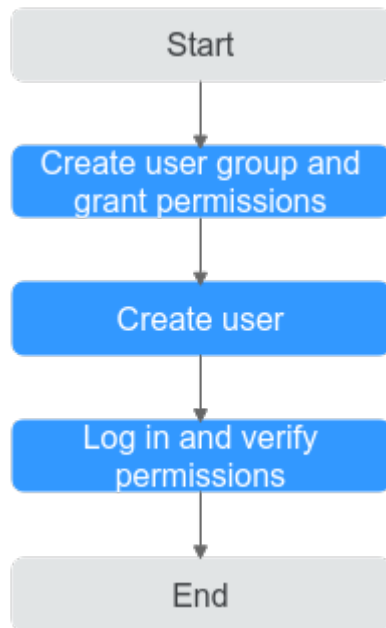 Start
Create user group and
grant permissions
Create user
Log in and verify
permissions
End